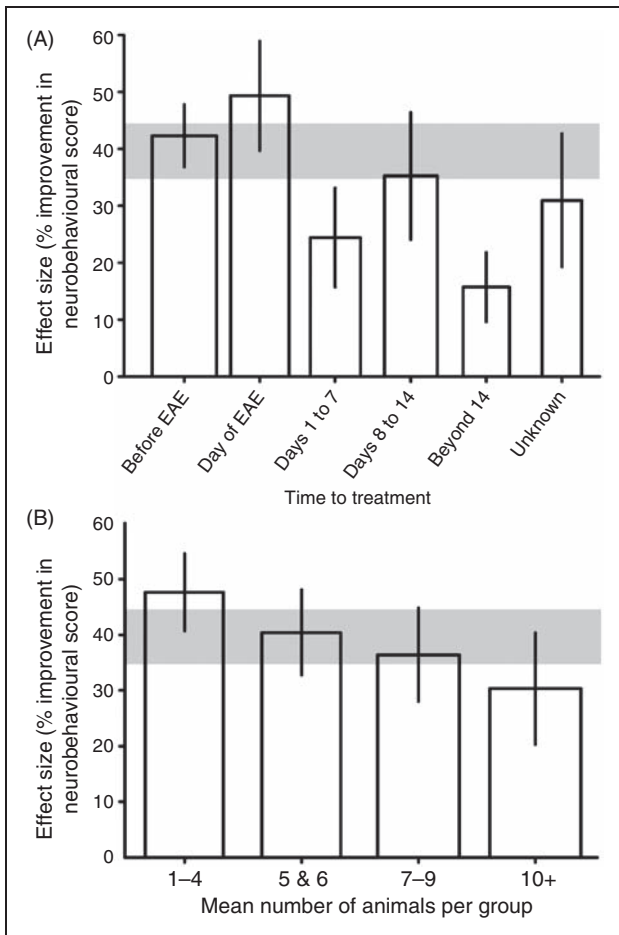 (A)
Effect size (% improvement in
neurobehavioural score)
60
50
40
30
20
10
0
Before EAE
Day of EAE
Days 1 to 7
Days 8 to 14
Beyond 14
Unknown
Time to treatment
(B)
Effect size (% improvement in
neurobehavioural score)
60
50
40
30
20
10
0
1–4 5 & 6 7–9 10+
Mean number of animals per group